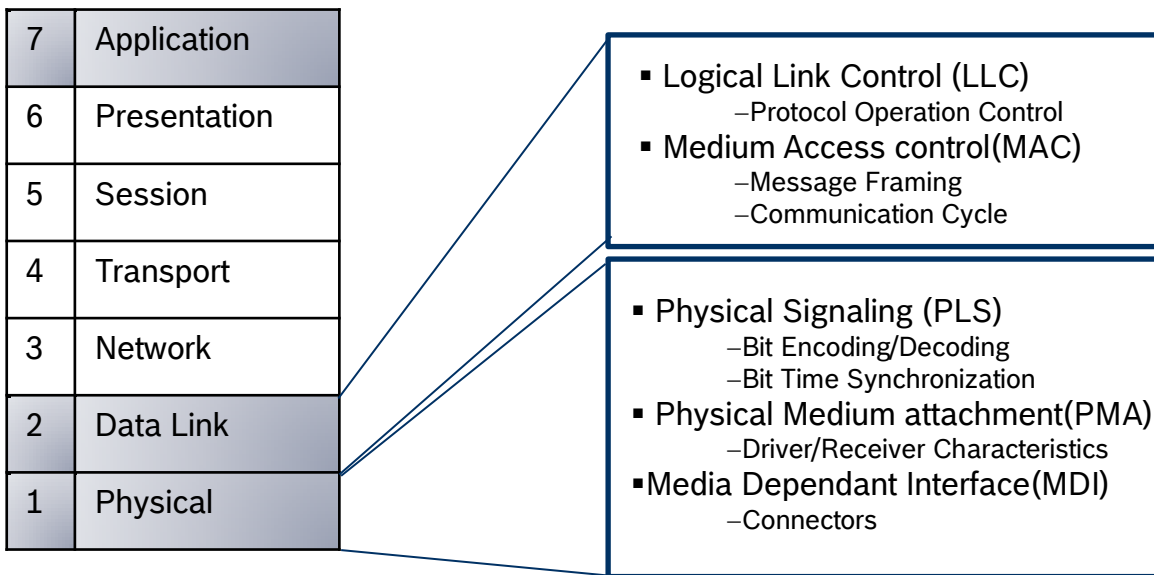 7 Application
6 Presentation
5 Session
4 Transport
3 Network
2 Data Link
1 Physical
▪ Logical Link Control (LLC)
–Protocol Operation Control
▪ Medium Access control(MAC)
–Message Framing
–Communication Cycle
▪ Physical Signaling (PLS)
–Bit Encoding/Decoding
–Bit Time Synchronization
▪ Physical Medium attachment(PMA)
–Driver/Receiver Characteristics
▪Media Dependant Interface(MDI)
–Connectors